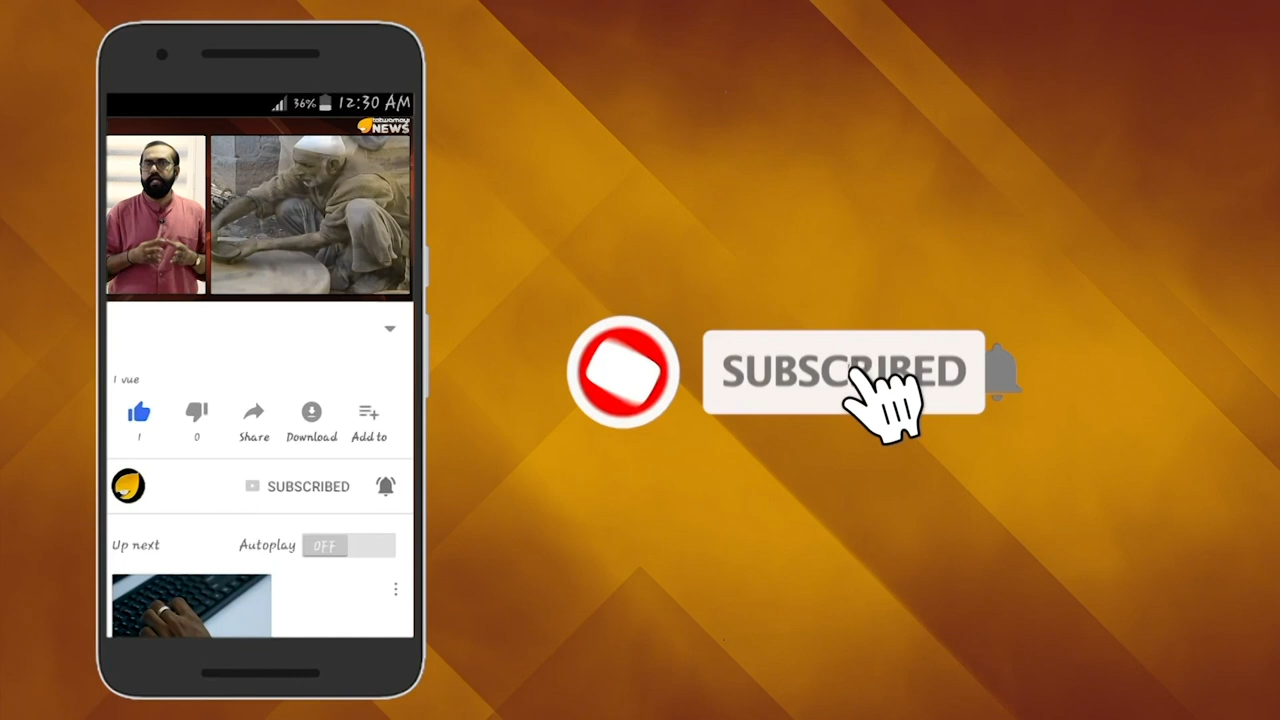 36% 12:30 AM
tatwamayi
NEWS
1 vue
1
0
Share
Download
Add to
SUBSCRIBED
Up next
Autoplay
OFF
SUBSCRIBED